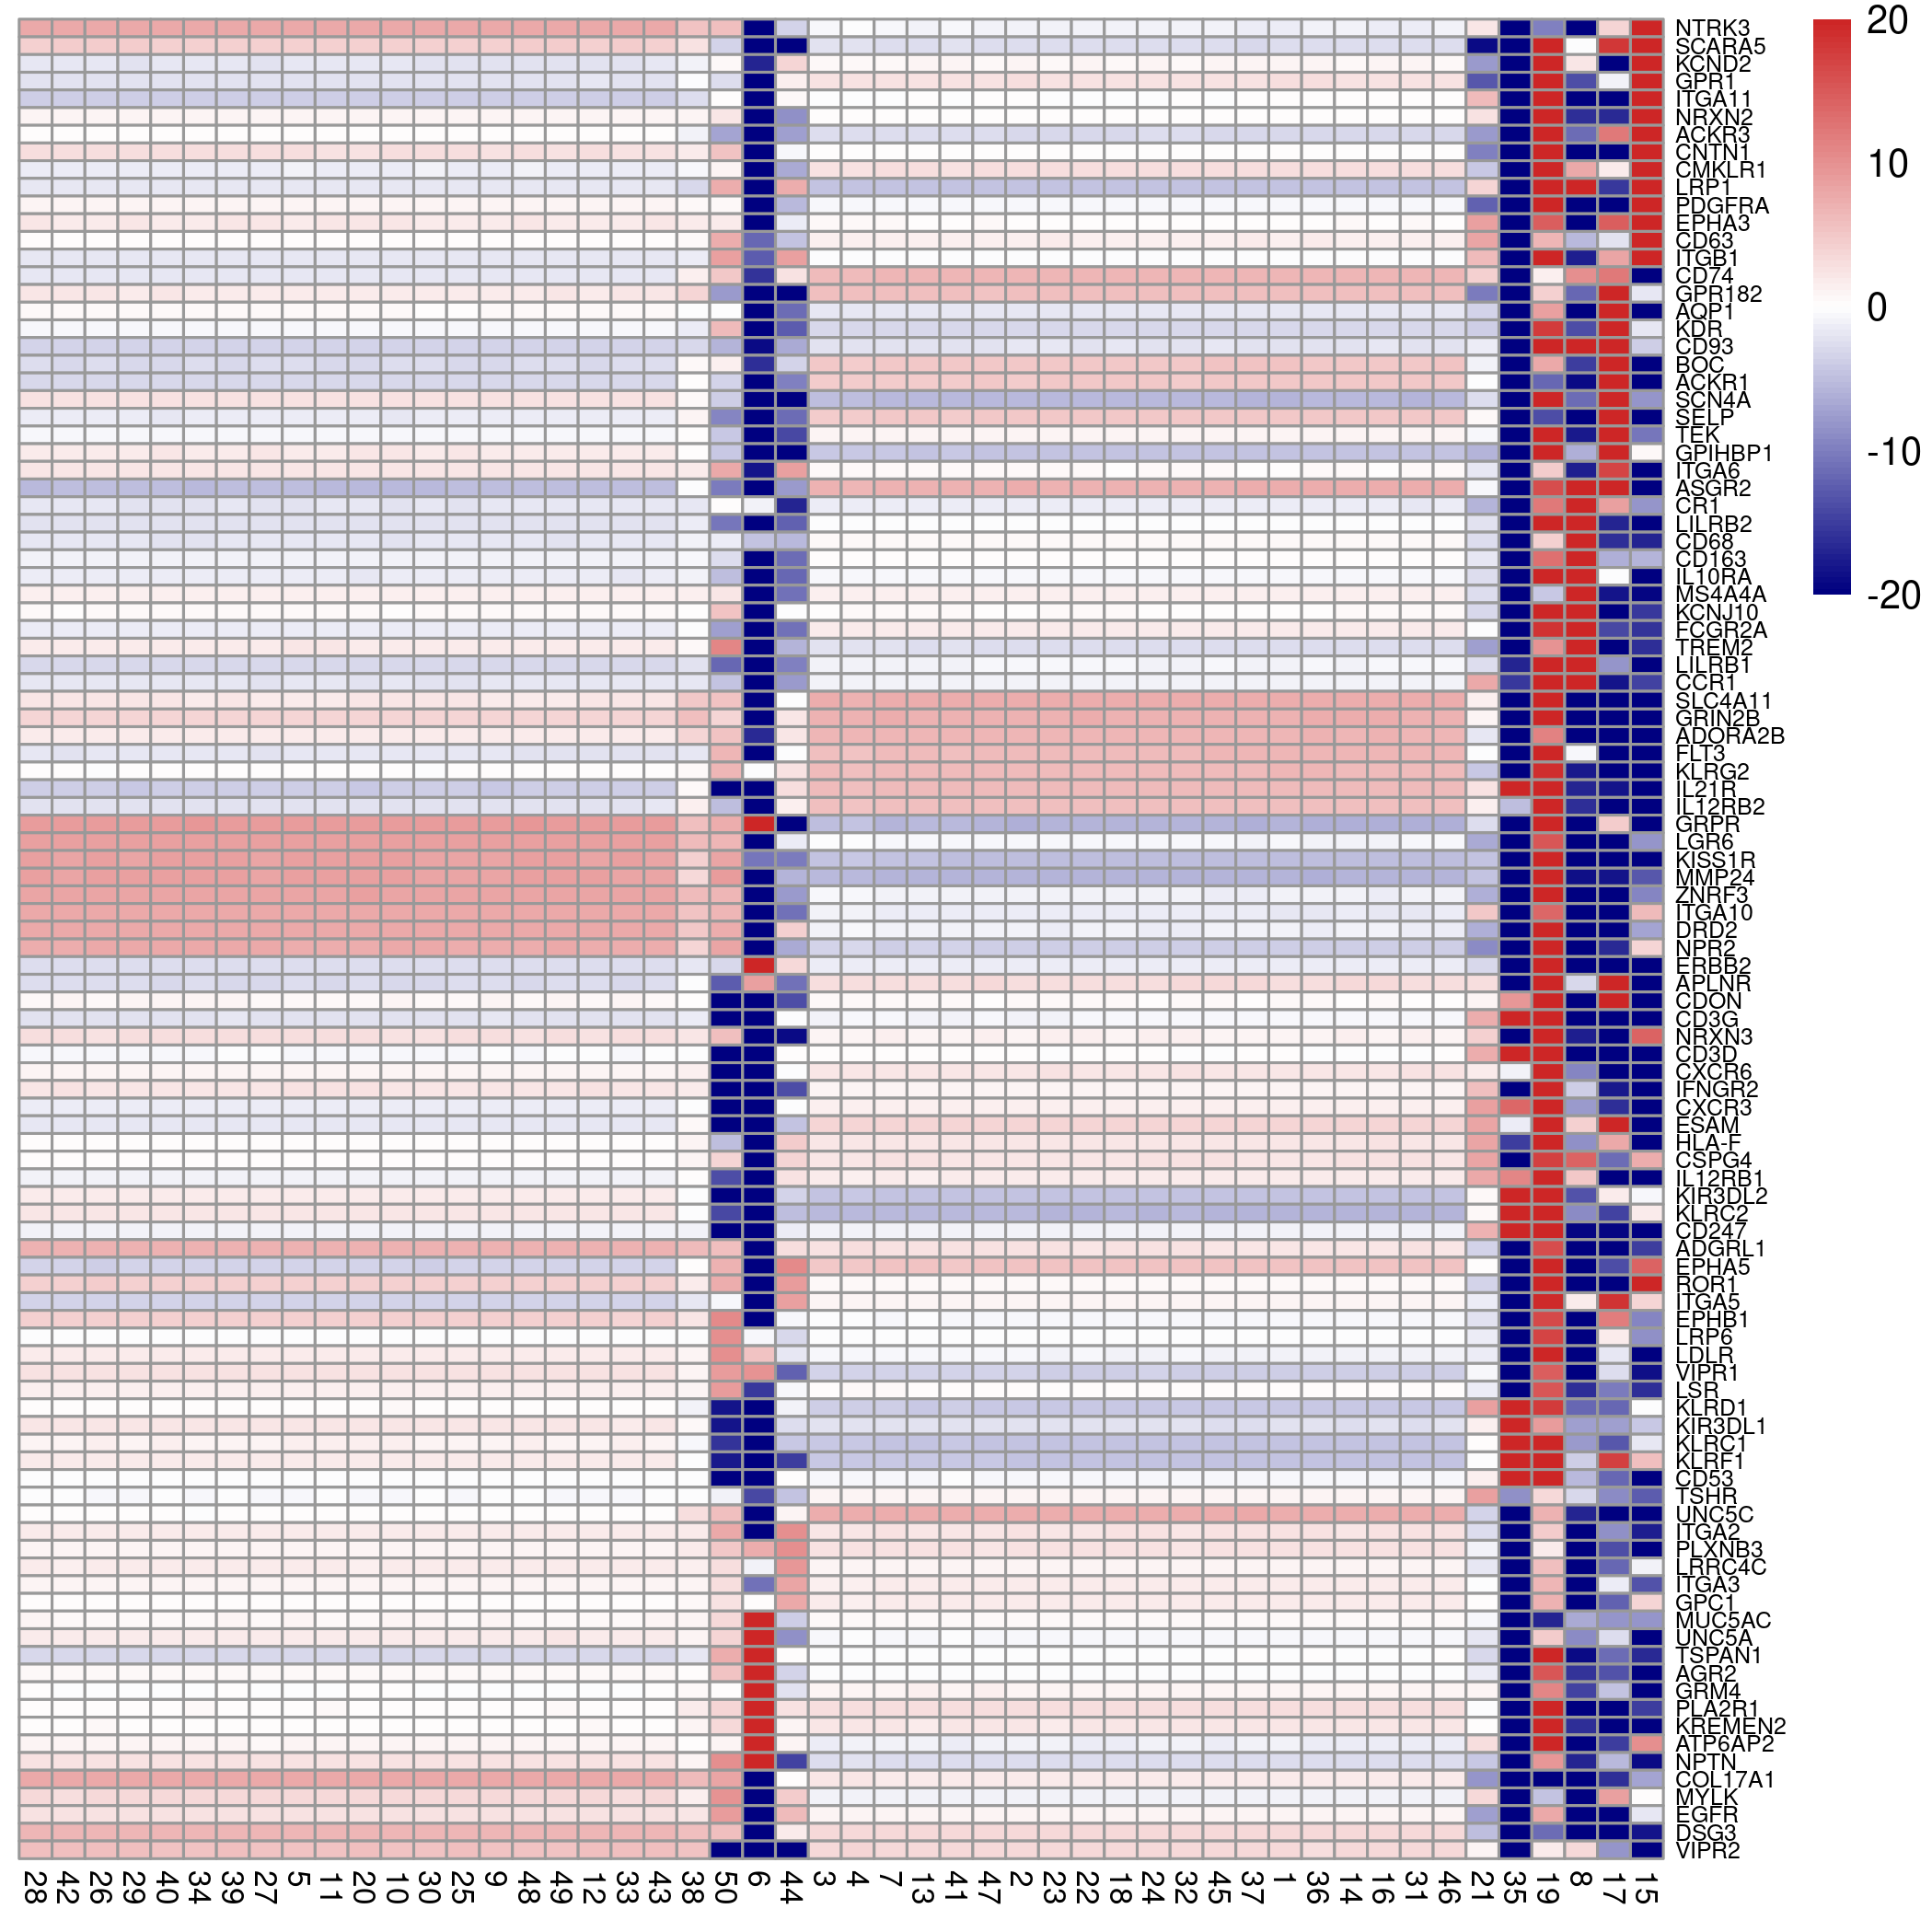 NTRK3
SCARA5
KCND2
GPR1
ITGA11
NRXN2
ACKR3
CNTN1
CMKLR1
LRP1
PDGFRA
EPHA3
CD63
ITGB1
CD74
GPR182
AQP1
KDR
CD93
BOC
ACKR1
SCN4A
SELP
TEK
GPIHBP1
ITGA6
ASGR2
CR1
LILRB2
CD68
CD163
IL10RA
MS4A4A
KCNJ10
FCGR2A
TREM2
LILRB1
CCR1
SLC4A11
GRIN2B
ADORA2B
FLT3
KLRG2
IL21R
IL12RB2
GRPR
LGR6
KISS1R
MMP24
ZNRF3
ITGA10
DRD2
NPR2
ERBB2
APLNR
CDON
CD3G
NRXN3
CD3D
CXCR6
IFNGR2
CXCR3
ESAM
HLA-F
CSPG4
IL12RB1
KIR3DL2
KLRC2
CD247
ADGRL1
EPHA5
ROR1
ITGA5
EPHB1
LRP6
LDLR
VIPR1
LSR
KLRD1
KIR3DL1
KLRC1
KLRF1
CD53
TSHR
UNC5C
ITGA2
PLXNB3
LRRC4C
ITGA3
GPC1
MUC5AC
UNC5A
TSPAN1
AGR2
GRM4
PLA2R1
KREMEN2
ATP6AP2
NPTN
COL17A1
MYLK
EGFR
DSG3
VIPR2
20
10
0
-10
-20
28 42 26 29 40 34 39 27 5 11 20 10 30 25 9 48 49 12 33 43 38 50 6 44 3 4 7 13 41 47 2 23 22 18 24 32 45 37 1 36 14 16 31 46 21 35 19 8 17 15